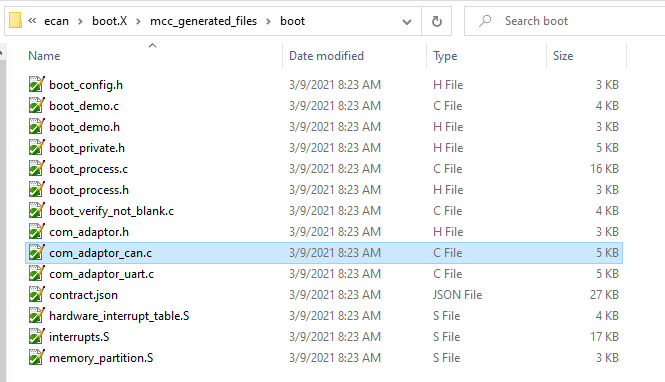 « ecan > boot.X > mcc_generated_files > boot Search boot
Name Date modified Type Size
boot_config.h 3/9/2021 8:23 AM H File 3 KB
boot_demo.c 3/9/2021 8:23 AM C File 4 KB
boot_demo.h 3/9/2021 8:23 AM H File 3 KB
boot_private.h 3/9/2021 8:23 AM H File 5 KB
boot_process.c 3/9/2021 8:23 AM C File 16 KB
boot_process.h 3/9/2021 8:23 AM H File 3 KB
boot_verify_not_blank.c 3/9/2021 8:23 AM C File 4 KB
com_adaptor.h 3/9/2021 8:23 AM H File 3 KB
com_adaptor_can.c 3/9/2021 8:23 AM C File 5 KB
com_adaptor_uart.c 3/9/2021 8:23 AM C File 5 KB
contract.json 3/9/2021 8:23 AM JSON File 27 KB
hardware_interrupt_table.S 3/9/2021 8:23 AM S File 4 KB
interrupts.S 3/9/2021 8:23 AM S File 17 KB
memory_partition.S 3/9/2021 8:23 AM S File 3 KB